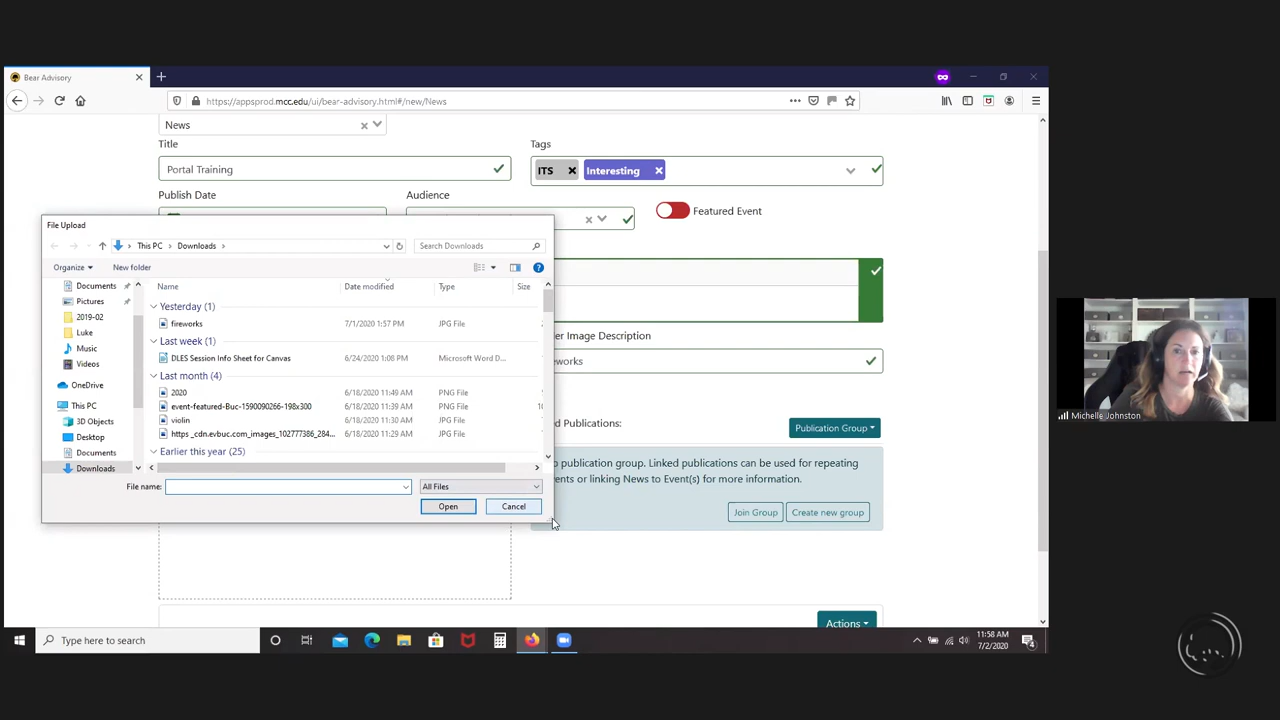 Bear Advisory
https://appsprod.mcc.edu/ui/bear-advisory.html#/new/News
News
Title
Tags
Portal Training
ITS
Interesting
Publish Date
Audience
Featured Event
File Upload
This PC
Downloads
Search Downloads
Organize
New folder
Documents
Pictures
2019-02
Luke
Music
Videos
OneDrive
This PC
3D Objects
Desktop
Documents
Downloads
Name
Date modified
Type
Size
Yesterday (1)
fireworks 7/1/2020 1:57 PM JPG File
Last week (1)
DLES Session Info Sheet for Canvas 6/24/2020 1:08 PM Microsoft Word D...
Last month (4)
2020 6/18/2020 11:49 AM PNG File
event-featured-Buc-1590090266-198x300 6/18/2020 11:39 AM PNG File
violin 6/18/2020 11:30 AM JPG File
https _cdn.evbuc.com_images_102777386_284... 6/18/2020 11:29 AM JPG File
Earlier this year (25)
File name:
All Files
Open
Cancel
er Image Description
eworks
d Publications:
Publication Group
o publication group. Linked publications can be used for repeating
ents or linking News to Event(s) for more information.
Join Group
Create new group
Actions
Michelle Johnston
Type here to search
11:58 AM
7/2/2020
4